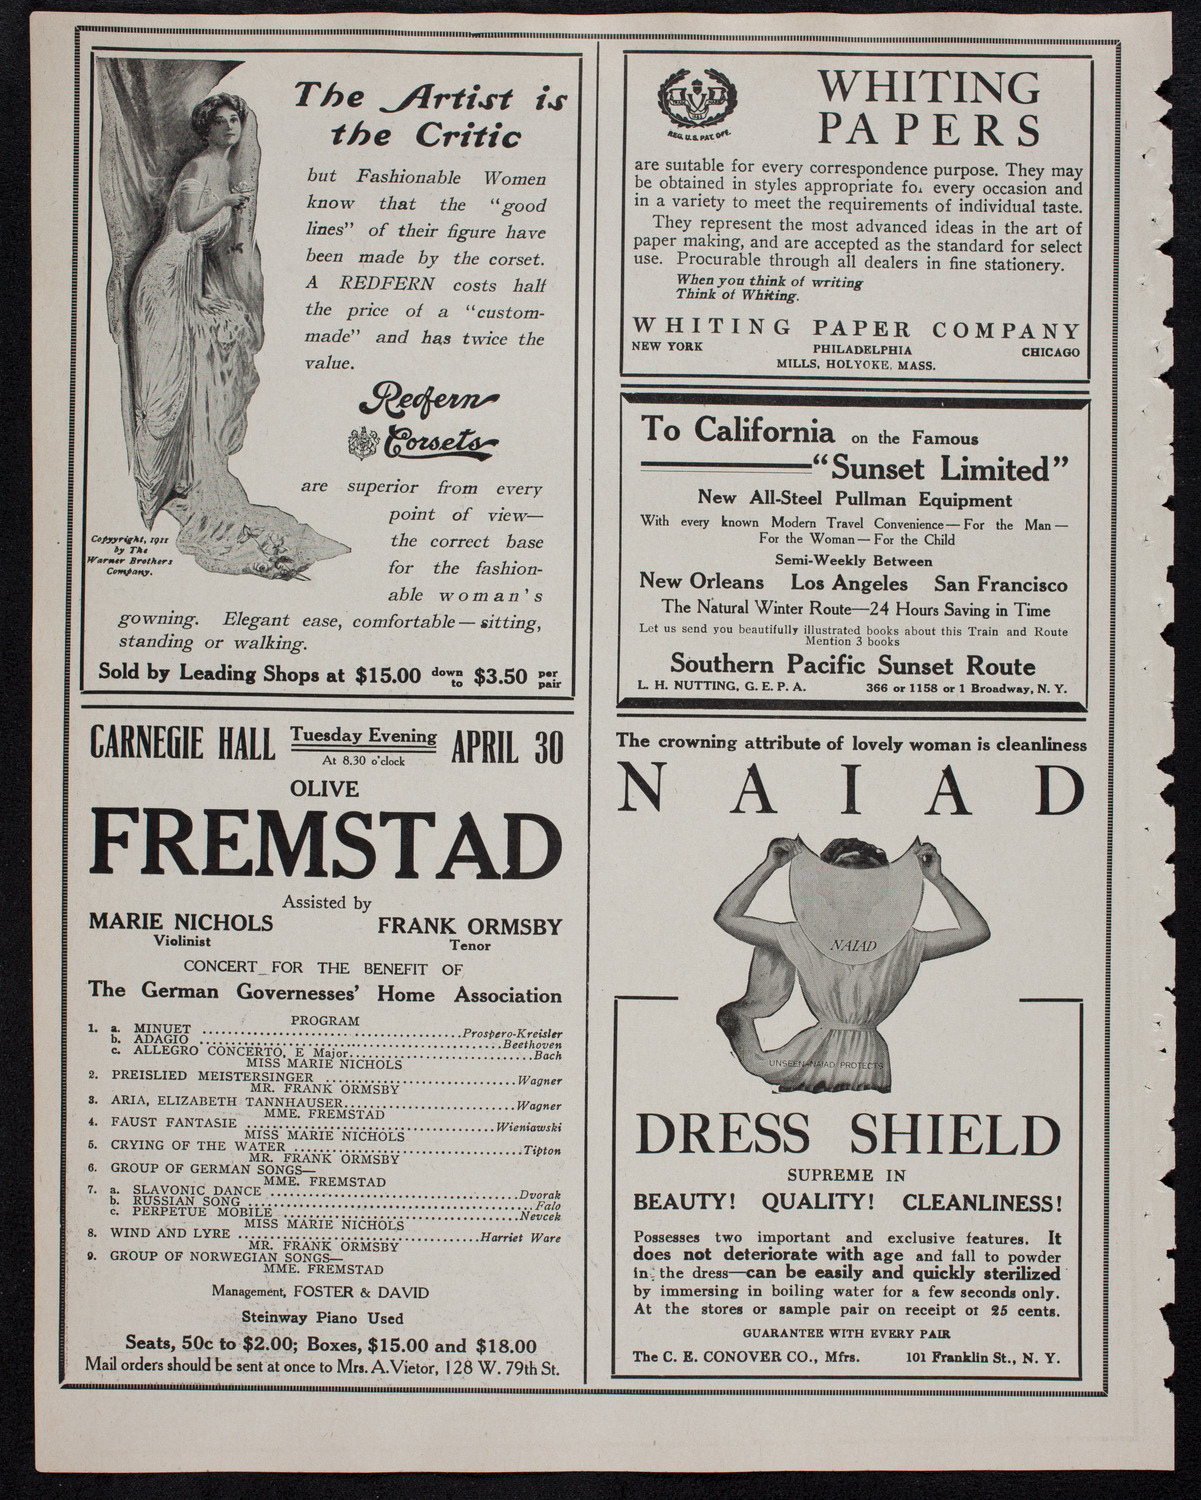 The Artist is
the Critic
but Fashionable Women
know that the "good
lines" of their figure have
been made by the corset.
A REDFERN costs half
the price of a "custom-
made" and has twice the
value.
Redfern
Corsets
are superior from every
point of view—
the correct base
for the fashion-
able woman's
gowning. Elegant ease, comfortable—sitting,
standing or walking.
Copyright, 1911
by The
Warner Brothers
Company.
Sold by Leading Shops at $15.00 down to $3.50 per pair
CARNEGIE HALL Tuesday Evening APRIL 30
At 8.30 o'clock
OLIVE
FREMSTAD
Assisted by
MARIE NICHOLS FRANK ORMSBY
Violinist Tenor
CONCERT FOR THE BENEFIT OF
The German Governesses' Home Association
PROGRAM
1. a. MINUET ........ Prospero-Kreisler
b. ADAGIO ........ Beethoven
c. ALLEGRO CONCERTO, E Major ........ Bach
MISS MARIE NICHOLS
2. PREISLIED MEISTERSINGER ........ Wagner
MR. FRANK ORMSBY
3. ARIA, ELIZABETH TANNHAUSER ........ Wagner
MME. FREMSTAD
4. FAUST FANTASIE ........ Wieniawski
MISS MARIE NICHOLS
5. CRYING OF THE WATER ........ Tipton
MR. FRANK ORMSBY
6. GROUP OF GERMAN SONGS—
MME. FREMSTAD
7. a. SLAVONIC DANCE ........ Dvorak
b. RUSSIAN SONG ........ Falo
c. PERPETUE MOBILE ........ Nevcek
MISS MARIE NICHOLS
8. WIND AND LYRE ........ Harriet Ware
MR. FRANK ORMSBY
9. GROUP OF NORWEGIAN SONGS—
MME. FREMSTAD
Management, FOSTER & DAVID
Steinway Piano Used
Seats, 50c to $2.00; Boxes, $15.00 and $18.00
Mail orders should be sent at once to Mrs. A. Vietor, 128 W. 79th St.
REG. U.S. PAT. OFF.
WHITING
PAPERS
are suitable for every correspondence purpose. They may
be obtained in styles appropriate for every occasion and
in a variety to meet the requirements of individual taste.
They represent the most advanced ideas in the art of
paper making, and are accepted as the standard for select
use. Procurable through all dealers in fine stationery.
When you think of writing
Think of Whiting.
WHITING PAPER COMPANY
NEW YORK PHILADELPHIA CHICAGO
MILLS, HOLYOKE, MASS.
To California on the Famous
"Sunset Limited"
New All-Steel Pullman Equipment
With every known Modern Travel Convenience—For the Man—
For the Woman—For the Child
Semi-Weekly Between
New Orleans Los Angeles San Francisco
The Natural Winter Route—24 Hours Saving in Time
Let us send you beautifully illustrated books about this Train and Route
Mention 3 books
Southern Pacific Sunset Route
L. H. NUTTING, G. E. P. A. 366 or 1158 or 1 Broadway, N. Y.
The crowning attribute of lovely woman is cleanliness
NAIAD
NAIAD
UNSEEN-NAIAD PROTECTS
DRESS SHIELD
SUPREME IN
BEAUTY! QUALITY! CLEANLINESS!
Possesses two important and exclusive features. It
does not deteriorate with age and fall to powder
in the dress—can be easily and quickly sterilized
by immersing in boiling water for a few seconds only.
At the stores or sample pair on receipt of 25 cents.
GUARANTEE WITH EVERY PAIR
The C. E. CONOVER CO., Mfrs. 101 Franklin St., N. Y.